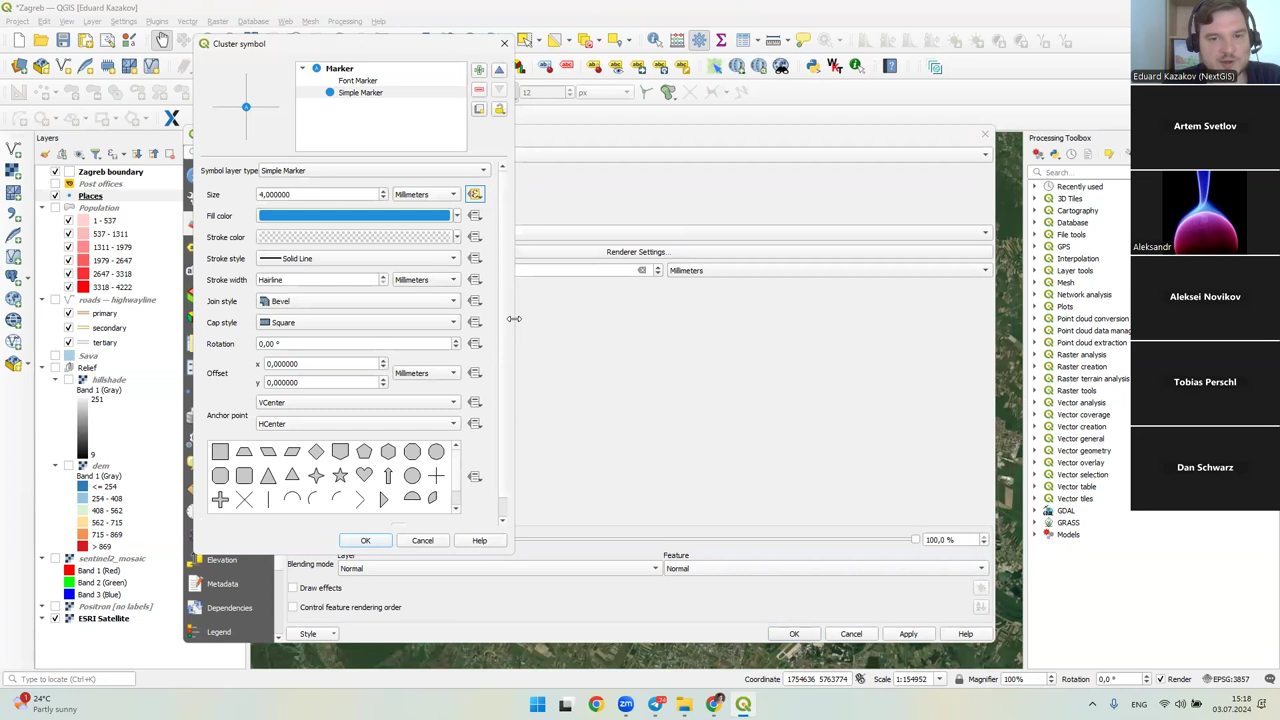 *Zagreb — QGIS [Eduard Kazakov]
Project Edit View Layer Settings Plugins Vector Raster Database Web Mesh Processing Help
Cluster symbol
Marker
Font Marker
Simple Marker
12 px
Symbol layer type Simple Marker
Size 4,000000 Millimeters
Fill color
Stroke color
Stroke style Solid Line
Stroke width Hairline Millimeters
Join style Bevel
Cap style Square
Rotation 0,00 °
Offset x 0,000000 Millimeters
y 0,000000
Anchor point VCenter
HCenter
OK Cancel Help
Renderer Settings...
Millimeters
100,0 %
Layer Feature
Blending mode Normal Normal
Draw effects
Control feature rendering order
Elevation
Metadata
Dependencies
Legend
Style OK Cancel Apply Help
Layers
Zagreb boundary
Post offices
Places
Population
1 - 537
537 - 1311
1311 - 1979
1979 - 2647
2647 - 3318
3318 - 4222
roads — highwayline
primary
secondary
tertiary
Sava
Relief
hillshade
Band 1 (Gray)
251
9
dem
Band 1 (Gray)
<= 254
254 - 408
408 - 562
562 - 715
715 - 869
> 869
sentinel2_mosaic
Band 1 (Red)
Band 2 (Green)
Band 3 (Blue)
Positron [no labels]
ESRI Satellite
Processing Toolbox
Search...
Recently used
3D Tiles
Cartography
Database
File tools
GPS
Interpolation
Layer tools
Mesh
Network analysis
Plots
Point cloud conversion
Point cloud data mana
Point cloud extraction
Raster analysis
Raster creation
Raster terrain analysis
Raster tools
Vector analysis
Vector coverage
Vector creation
Vector general
Vector geometry
Vector overlay
Vector selection
Vector table
Vector tiles
GDAL
GRASS
Models
Eduard Kazakov (NextGIS)
Artem Svetlov
Aleksandr
Aleksei Novikov
Tobias Perschl
Dan Schwarz
Type to locate (Ctrl+K)
Coordinate 1754636 5763774 Scale 1:154952 Magnifier 100% Rotation 0,0 ° Render EPSG:3857
24°C
Partly sunny
ENG
15:18
03.07.2024